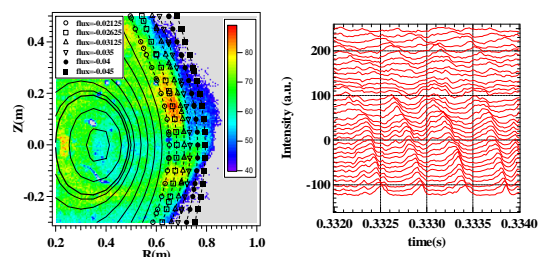 flux=-0.02125
flux=-0.02625
flux=-0.03125
flux=-0.035
flux=-0.04
flux=-0.045
0.4
0.2
0.0
-0.2
Z(m)
0.2 0.4 0.6 0.8 1.0
R(m)
80
70
60
50
40
200
100
0
-100
Intensity (a.u.)
0.3320 0.3325 0.3330 0.3335 0.3340
time(s)